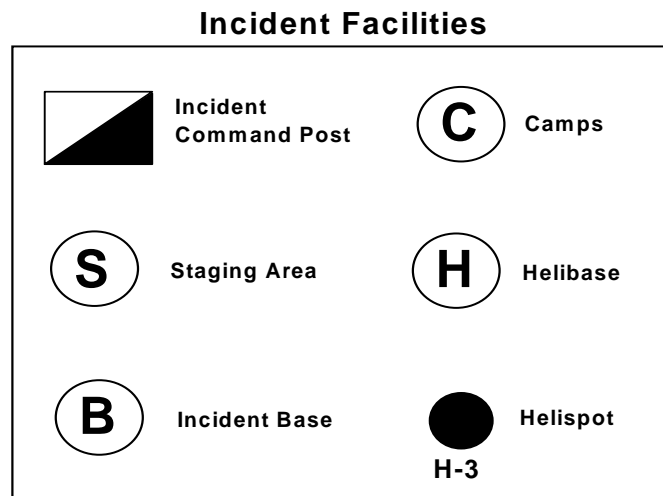 Incident Facilities
Incident
Command Post
C
Camps
S
Staging Area
H
Helibase
B
Incident Base
Helispot
H-3